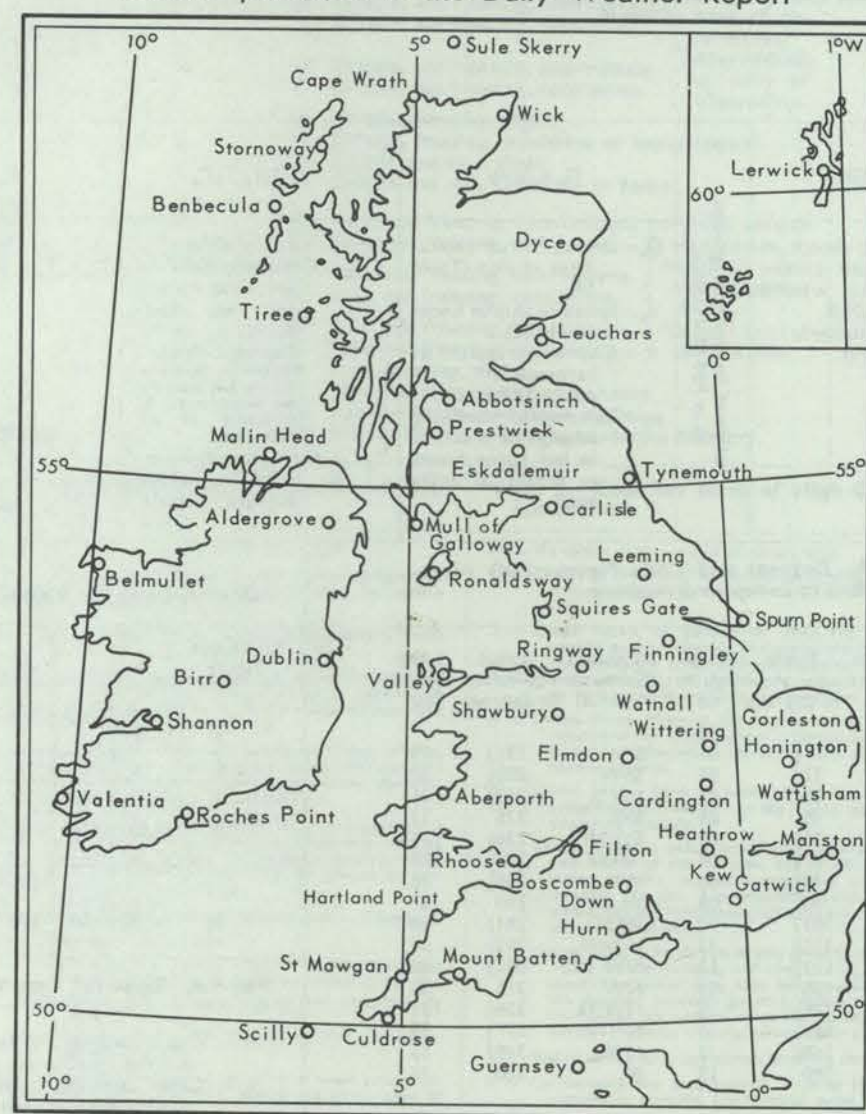 Daily Weather Report
10°
5°
1°W
Sule Skerry
Cape Wrath
Wick
Stornoway
Lerwick
60°
Benbecula
Dyce
Tiree
Leuchars
0°
Abbotsinch
Prestwick
Malin Head
Eskdalemuir
Tynemouth
55°
55°
Carlisle
Aldergrove
Mull of
Galloway
Leeming
Belmullet
Ronaldsway
Squires Gate
Spurn Point
Ringway
Finningley
Dublin
Valley
Birr
Watnall
Shawbury
Gorleston
Shannon
Wittering
Honington
Elmdon
Valentia
Aberporth
Wattisham
Cardington
Roches Point
Heathrow
Manston
Filton
Rhoose
Kew
Boscombe
Down
Gatwick
Hartland Point
Hurn
St Mawgan
Mount Batten
50°
50°
Scilly
Culdrose
Guernsey
10°
5°
0°